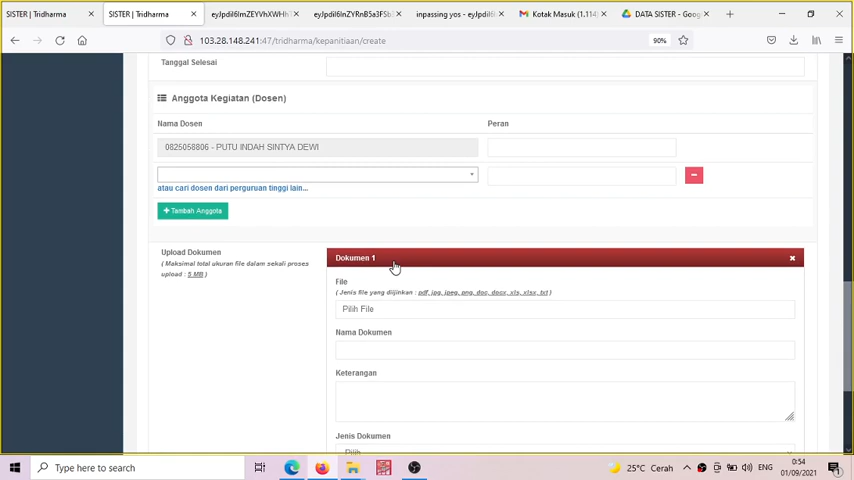 SISTER | Tridharma
SISTER | Tridharma
inpassing yos - eyJpdil6Im
Kotak Masuk (1.114)
DATA SISTER - Goog
103.28.148.241:47/tridharma/kepanitiaan/create
90%
Tanggal Selesai
Anggota Kegiatan (Dosen)
Nama Dosen
Peran
0825058806 - PUTU INDAH SINTYA DEWI
atau cari dosen dari perguruan tinggi lain...
+ Tambah Anggota
Upload Dokumen
( Maksimal total ukuran file dalam sekali proses
upload : 5 MB )
Dokumen 1
File
( Jenis file yang diijinkan : pdf, jpg, jpeg, png, doc, docx, xls, xlsx, txt )
Pilih File
Nama Dokumen
Keterangan
Jenis Dokumen
Pilih
Type here to search
25°C Cerah
ENG
0:54
01/09/2021